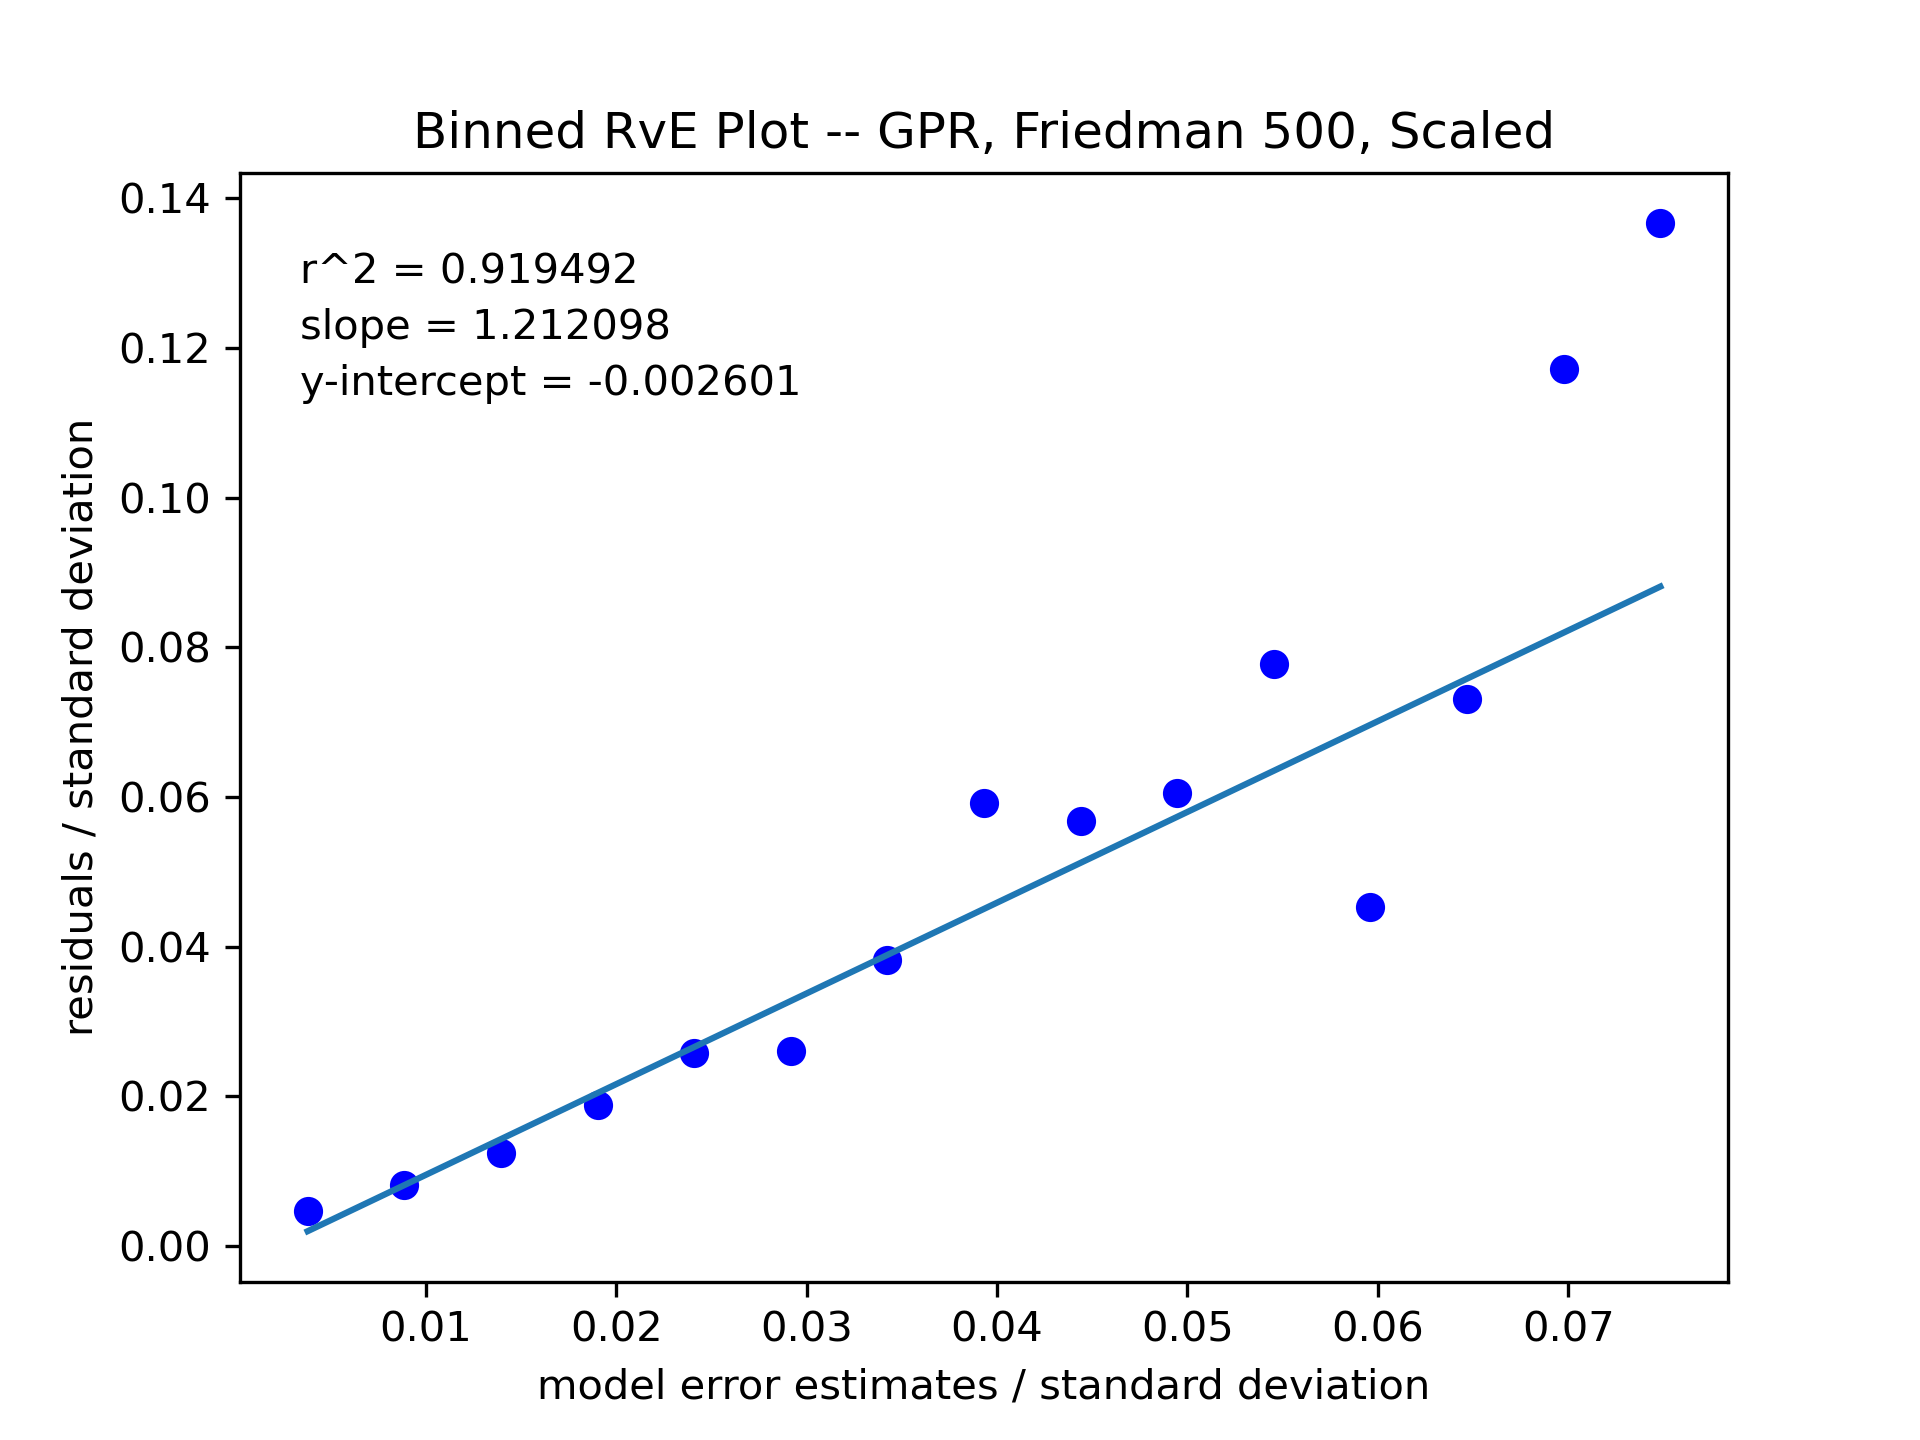 Binned RvE Plot -- GPR, Friedman 500, Scaled
r^2 = 0.919492
slope = 1.212098
y-intercept = -0.002601
residuals / standard deviation
0.14
0.12
0.10
0.08
0.06
0.04
0.02
0.00
0.01 0.02 0.03 0.04 0.05 0.06 0.07
model error estimates / standard deviation